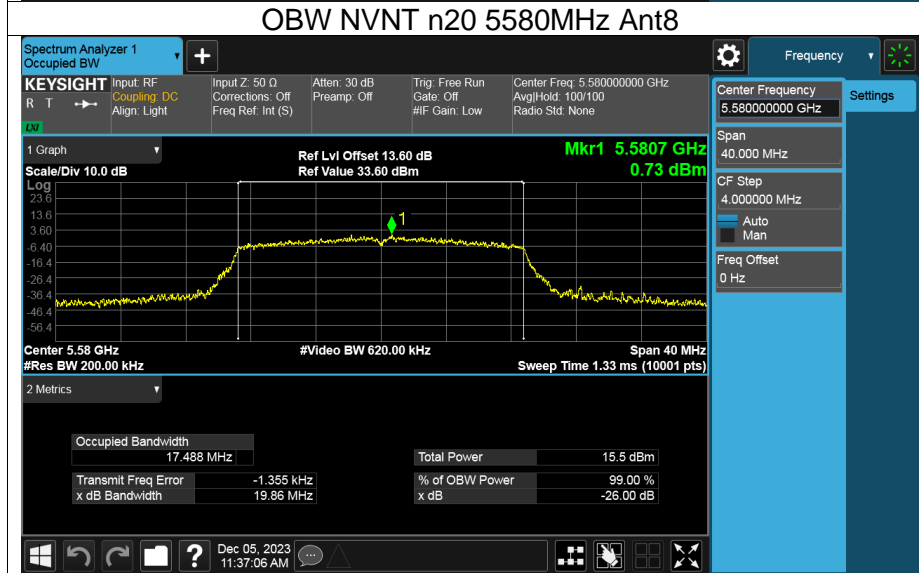 OBW NVNT n20 5580MHz Ant8
Spectrum Analyzer 1
Occupied BW
+
Frequency
KEYSIGHT
R T
LXI
Input: RF
Coupling: DC
Align: Light
Input Z: 50 Ω
Corrections: Off
Freq Ref: Int (S)
Atten: 30 dB
Preamp: Off
Trig: Free Run
Gate: Off
#IF Gain: Low
Center Freq: 5.580000000 GHz
Avg|Hold: 100/100
Radio Std: None
Center Frequency
5.580000000 GHz
Settings
Span
40.000 MHz
CF Step
4.000000 MHz
Auto
Man
Freq Offset
0 Hz
1 Graph
Scale/Div 10.0 dB
Ref Lvl Offset 13.60 dB
Ref Value 33.60 dBm
Mkr1 5.5807 GHz
0.73 dBm
Log
23.6
13.6
3.60
-6.40
-16.4
-26.4
-36.4
-46.4
-56.4
1
Center 5.58 GHz
#Res BW 200.00 kHz
#Video BW 620.00 kHz
Span 40 MHz
Sweep Time 1.33 ms (10001 pts)
2 Metrics
Occupied Bandwidth
17.488 MHz
Total Power 15.5 dBm
Transmit Freq Error -1.355 kHz
% of OBW Power 99.00 %
x dB Bandwidth 19.86 MHz
x dB -26.00 dB
?
Dec 05, 2023
11:37:06 AM